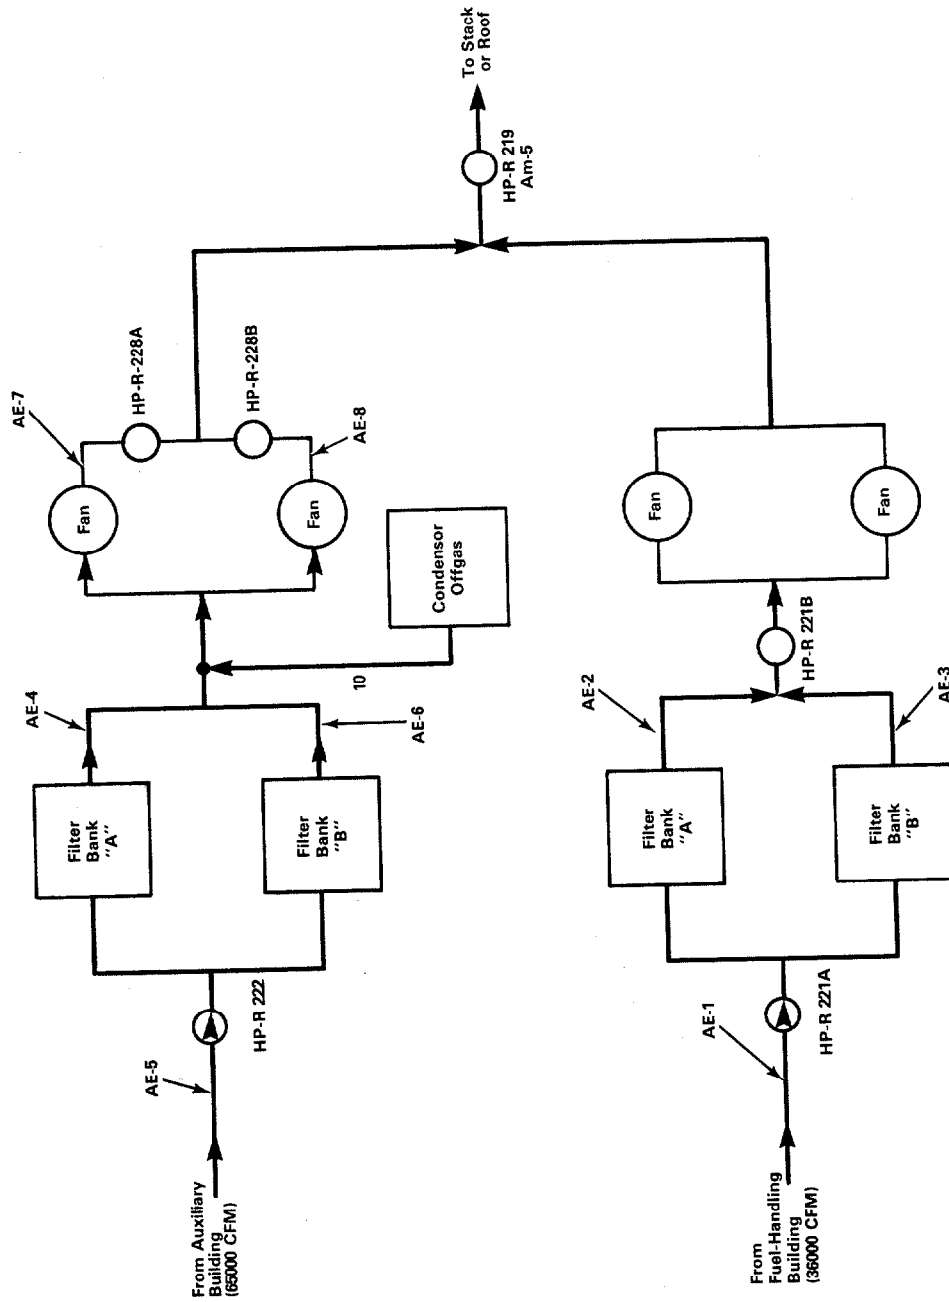 From Auxiliary
Building
(65000 CFM)
AE-5
HP-R 222
Filter
Bank
"A"
Filter
Bank
"B"
AE-4
AE-6
10
Condensor
Offgas
Fan
Fan
AE-7
AE-8
HP-R-228A
HP-R-228B
HP-R 219
Am-5
To Stack
or Roof
From
Fuel-Handling
Building
(36000 CFM)
AE-1
HP-R 221A
Filter
Bank
"A"
Filter
Bank
"B"
AE-2
AE-3
HP-R 221B
Fan
Fan